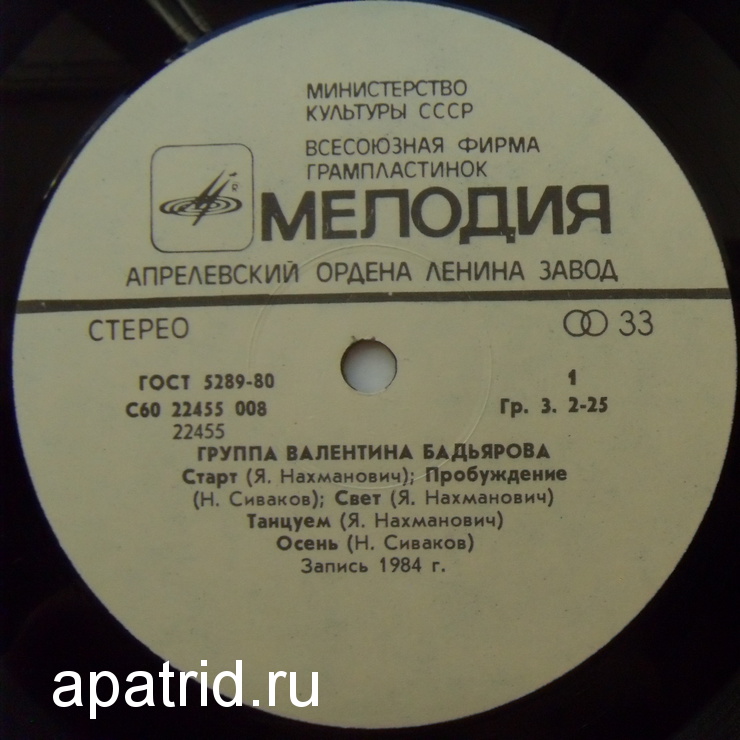 МИНИСТЕРСТВО
КУЛЬТУРЫ СССР
ВСЕСОЮЗНАЯ ФИРМА
ГРАМПЛАСТИНОК
МЕЛОДИЯ
АПРЕЛЕВСКИЙ ОРДЕНА ЛЕНИНА ЗАВОД
СТЕРЕО 33
ГОСТ 5289-80 1
С60 22455 008 Гр. 3. 2-25
22455
ГРУППА ВАЛЕНТИНА БАДЬЯРОВА
Старт (Я. Нахманович); Пробуждение
(Н. Сиваков); Свет (Я. Нахманович)
Танцуем (Я. Нахманович)
Осень (Н. Сиваков)
Запись 1984 г.
apatrid.ru